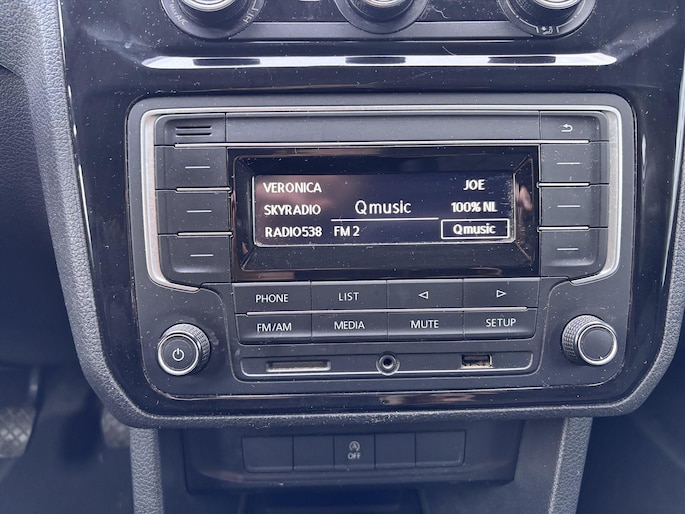 VERONICA JOE
SKYRADIO Qmusic 100% NL
RADIO538 FM 2 Qmusic
PHONE LIST
FM/AM MEDIA MUTE SETUP
OFF